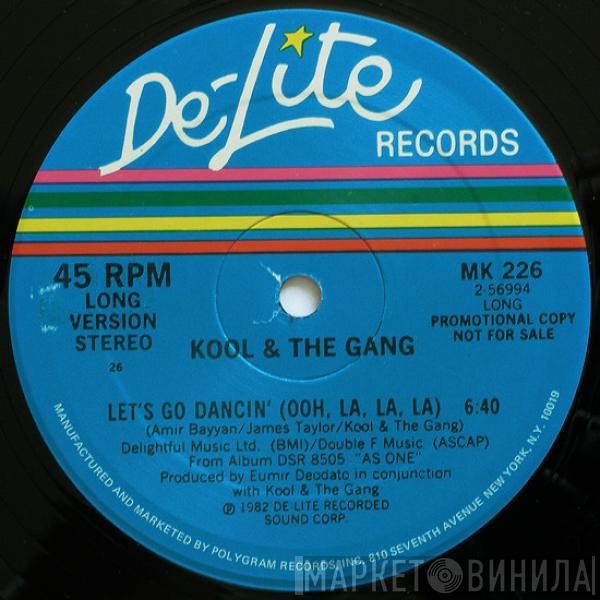 De-Lite
RECORDS
45 RPM
LONG
VERSION
STEREO
26
MK 226
2-56994
LONG
PROMOTIONAL COPY
NOT FOR SALE
KOOL & THE GANG
LET'S GO DANCIN' (OOH, LA, LA, LA) 6:40
(Amir Bayyan/James Taylor/Kool & The Gang)
Delightful Music Ltd. (BMI)/Double F Music (ASCAP)
From Album DSR 8505 "AS ONE"
Produced by Eumir Deodato in conjunction
with Kool & The Gang
℗ 1982 DE-LITE RECORDED
SOUND CORP.
MANUFACTURED AND MARKETED BY POLYGRAM RECORDS, INC. 810 SEVENTH AVENUE NEW YORK, N.Y. 10019
МАРКЕТ ВИНИЛА